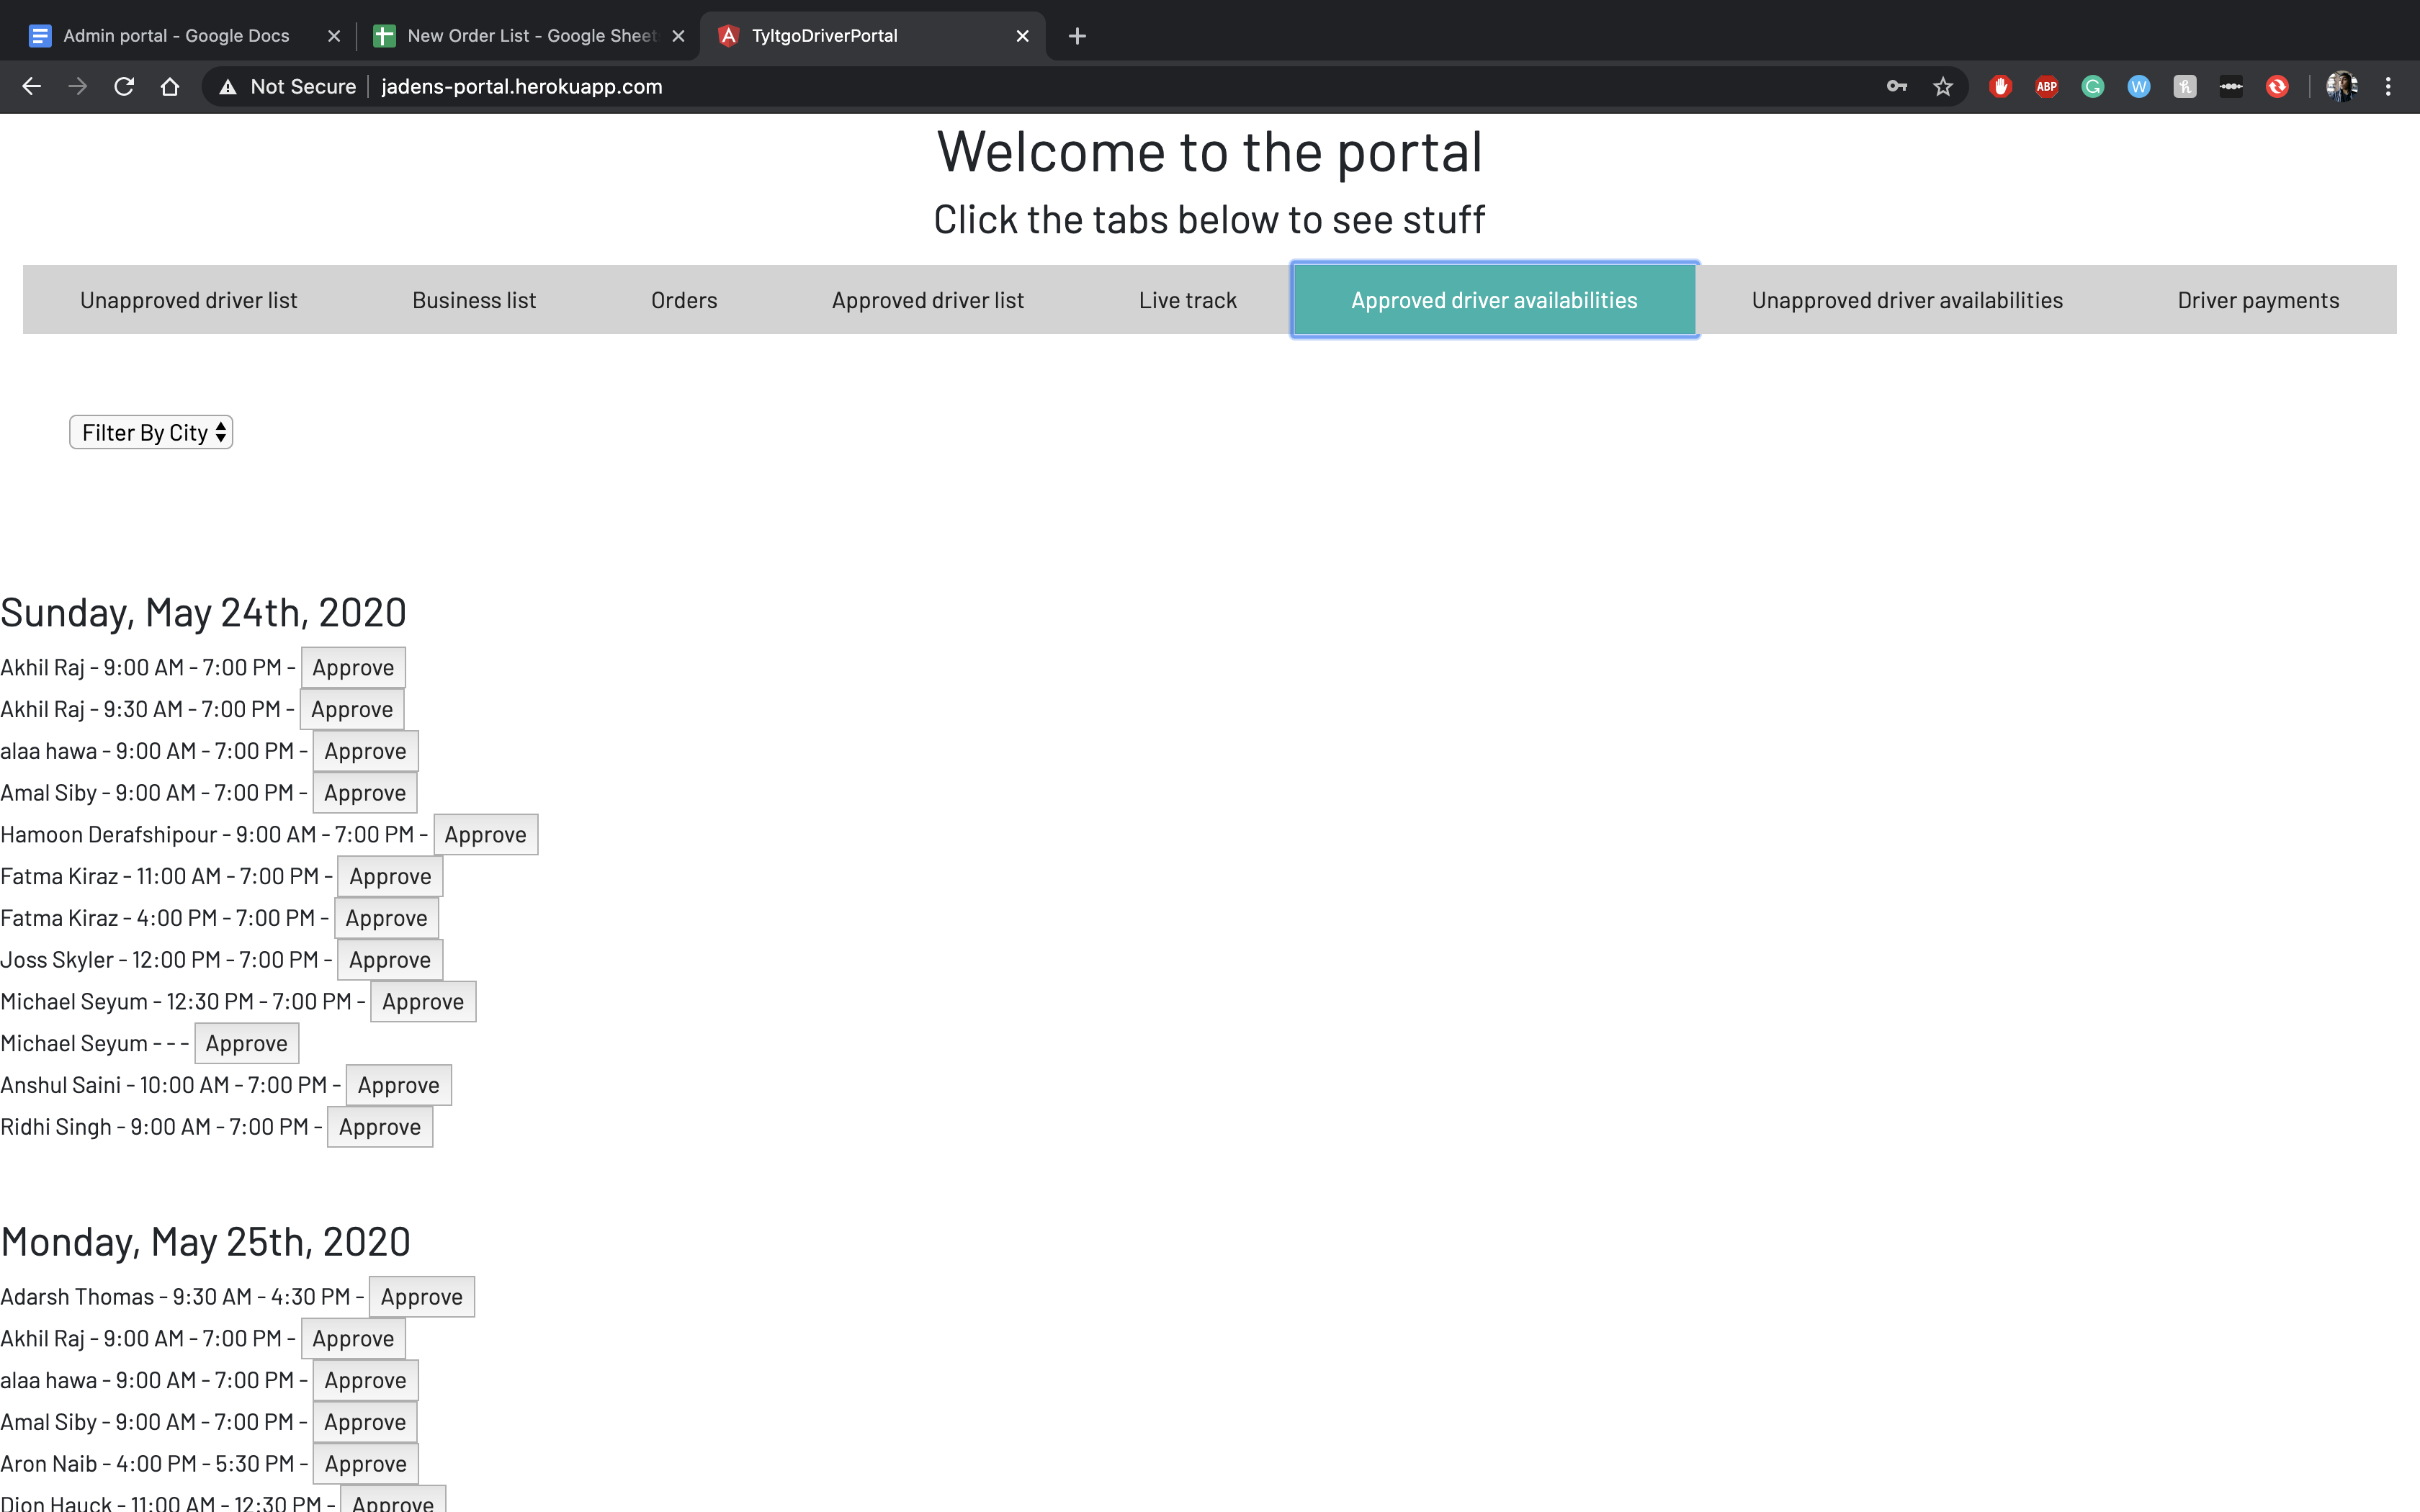 Admin portal - Google Docs
New Order List - Google Sheet
TyltgoDriverPortal
Not Secure
jadens-portal.herokuapp.com
ABP
Welcome to the portal
Click the tabs below to see stuff
Unapproved driver list
Business list
Orders
Approved driver list
Live track
Approved driver availabilities
Unapproved driver availabilities
Driver payments
Filter By City
Sunday, May 24th, 2020
Akhil Raj - 9:00 AM - 7:00 PM - Approve
Akhil Raj - 9:30 AM - 7:00 PM - Approve
alaa hawa - 9:00 AM - 7:00 PM - Approve
Amal Siby - 9:00 AM - 7:00 PM - Approve
Hamoon Derafshipour - 9:00 AM - 7:00 PM - Approve
Fatma Kiraz - 11:00 AM - 7:00 PM - Approve
Fatma Kiraz - 4:00 PM - 7:00 PM - Approve
Joss Skyler - 12:00 PM - 7:00 PM - Approve
Michael Seyum - 12:30 PM - 7:00 PM - Approve
Michael Seyum - - - Approve
Anshul Saini - 10:00 AM - 7:00 PM - Approve
Ridhi Singh - 9:00 AM - 7:00 PM - Approve
Monday, May 25th, 2020
Adarsh Thomas - 9:30 AM - 4:30 PM - Approve
Akhil Raj - 9:00 AM - 7:00 PM - Approve
alaa hawa - 9:00 AM - 7:00 PM - Approve
Amal Siby - 9:00 AM - 7:00 PM - Approve
Aron Naib - 4:00 PM - 5:30 PM - Approve
Dion Hauck - 11:00 AM - 12:30 PM - Approve